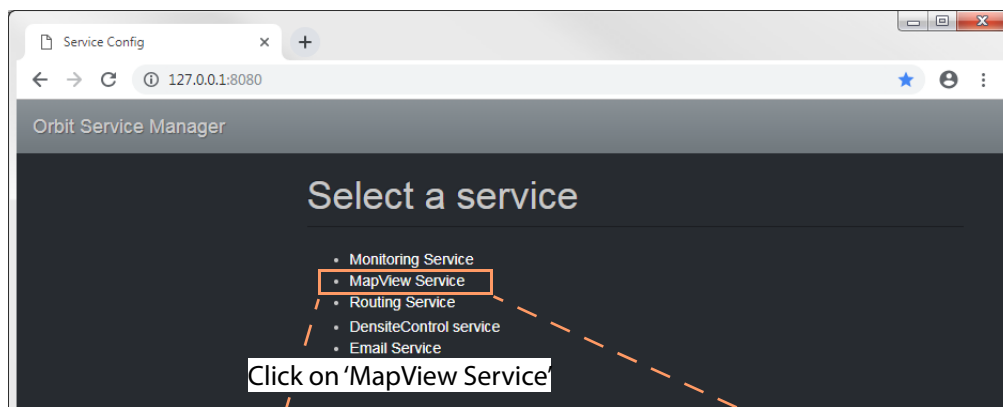 Service Config
127.0.0.1:8080
Orbit Service Manager
Select a service
Monitoring Service
MapView Service
Routing Service
DensiteControl service
Email Service
Click on ‘MapView Service’